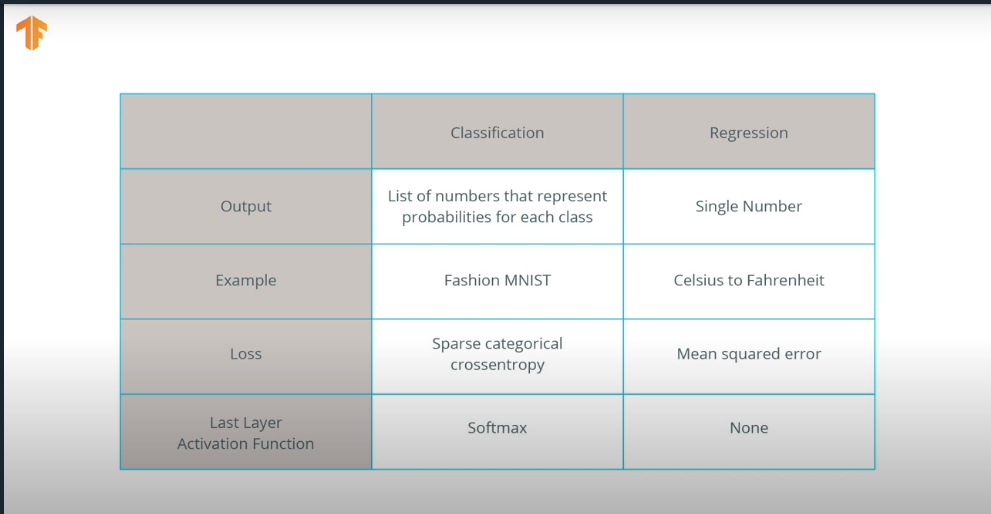 Classification
Regression
Output
List of numbers that represent
probabilities for each class
Single Number
Example
Fashion MNIST
Celsius to Fahrenheit
Loss
Sparse categorical
crossentropy
Mean squared error
Last Layer
Activation Function
Softmax
None